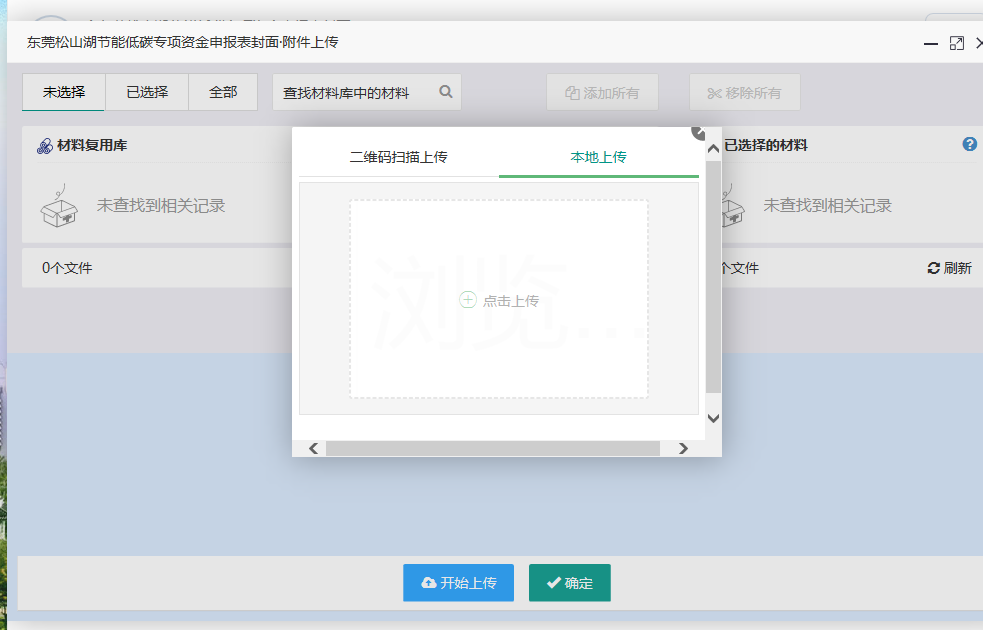 东莞松山湖节能低碳专项资金申报表封面·附件上传
未选择 已选择 全部 查找材料库中的材料 添加所有 移除所有
材料复用库 已选择的材料
二维码扫描上传 本地上传
未查找到相关记录 未查找到相关记录
浏览...
点击上传
0个文件 个文件 刷新
开始上传 确定